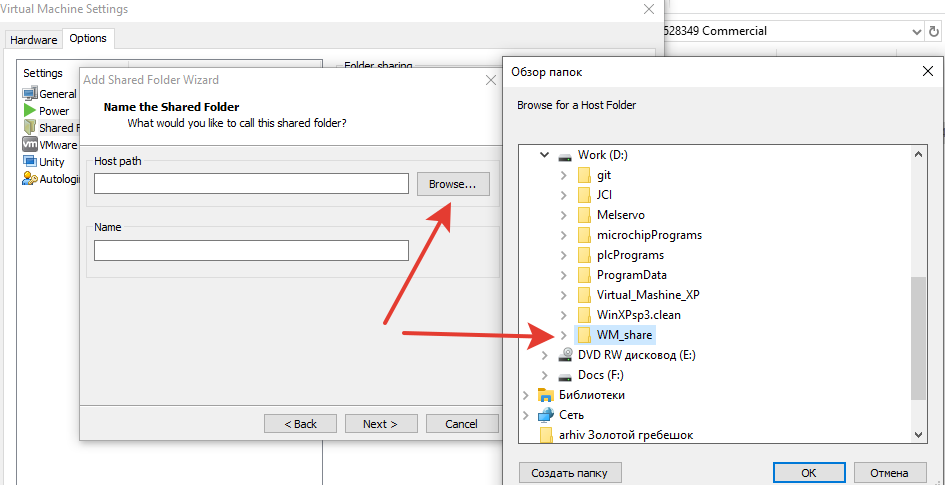 Virtual Machine Settings
Hardware
Options
Settings
General
Power
Shared F
VMware
Unity
Autologi
Folder sharing
Add Shared Folder Wizard
Name the Shared Folder
What would you like to call this shared folder?
Host path
Browse...
Name
< Back
Next >
Cancel
528349 Commercial
Обзор папок
Browse for a Host Folder
Work (D:)
git
JCI
Melservo
microchipPrograms
plcPrograms
ProgramData
Virtual_Mashine_XP
WinXPsp3.clean
WM_share
DVD RW дисковод (E:)
Docs (F:)
Библиотеки
Сеть
arhiv Золотой гребешок
Создать папку
OK
Отмена